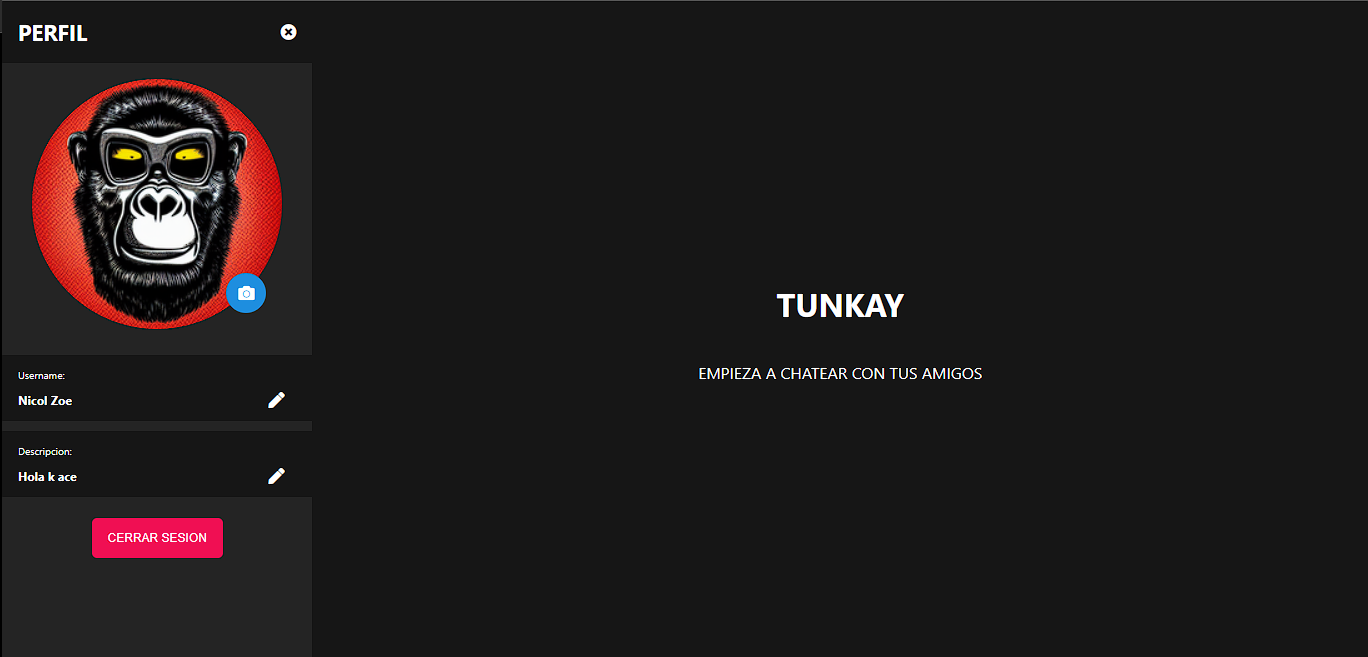 PERFIL
Username:
Nicol Zoe
Descripcion:
Hola k ace
CERRAR SESION
TUNKAY
EMPIEZA A CHATEAR CON TUS AMIGOS